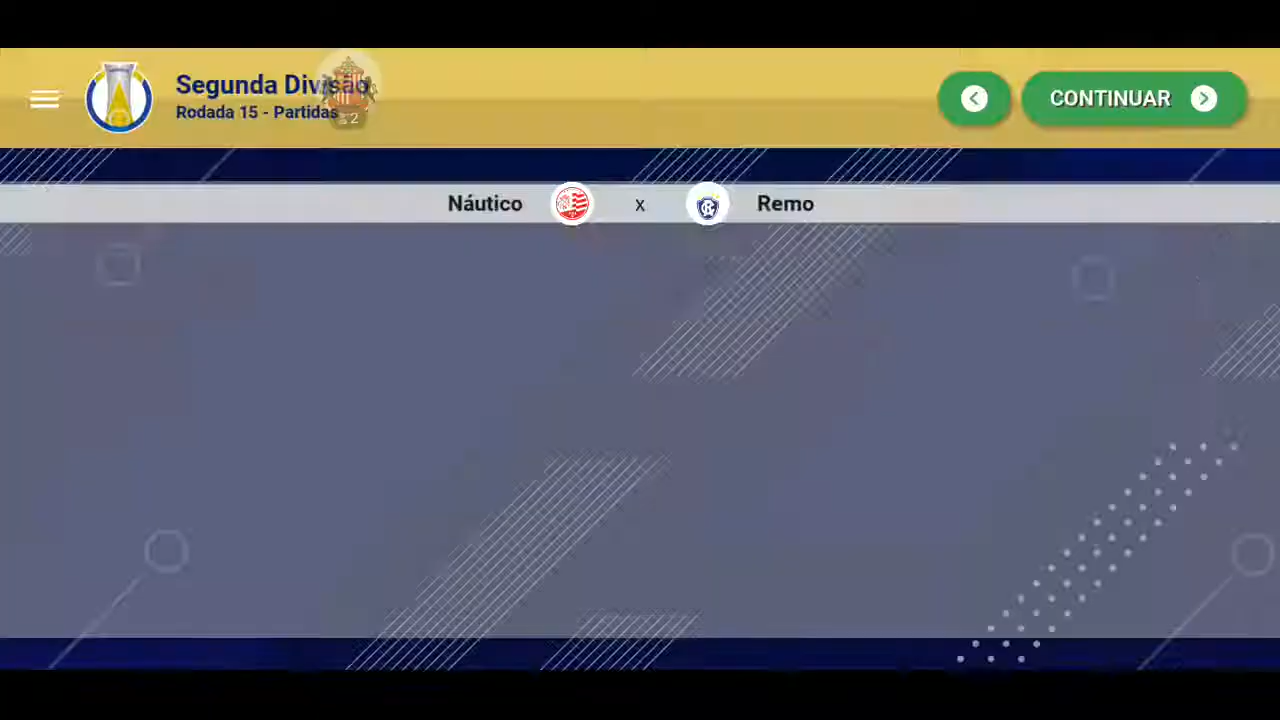 Segunda Divisão
Rodada 15 - Partidas
CONTINUAR
Náutico x Remo